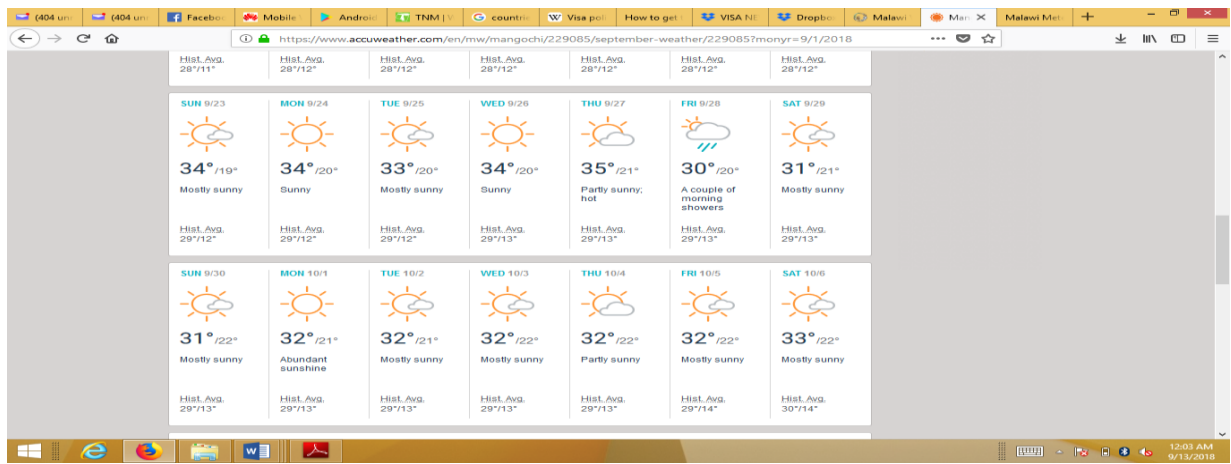 (404 un
(404 un
Faceboo
Mobile
Android
TNM | V
countrie
Visa poli
How to get
VISA NE
Dropbo
Malawi
Man
Malawi Met
https://www.accuweather.com/en/mw/mangochi/229085/september-weather/229085?monyr=9/1/2018
Hist. Avg. Hist. Avg. Hist. Avg. Hist. Avg. Hist. Avg. Hist. Avg. Hist. Avg.
28°/11° 28°/12° 28°/12° 28°/12° 28°/12° 28°/12° 28°/12°
SUN 9/23 MON 9/24 TUE 9/25 WED 9/26 THU 9/27 FRI 9/28 SAT 9/29
34°/19° 34°/20° 33°/20° 34°/20° 35°/21° 30°/20° 31°/21°
Mostly sunny Sunny Mostly sunny Sunny Partly sunny; A couple of Mostly sunny
hot morning
showers
Hist. Avg. Hist. Avg. Hist. Avg. Hist. Avg. Hist. Avg. Hist. Avg. Hist. Avg.
29°/12° 29°/12° 29°/12° 29°/13° 29°/13° 29°/13° 29°/13°
SUN 9/30 MON 10/1 TUE 10/2 WED 10/3 THU 10/4 FRI 10/5 SAT 10/6
31°/22° 32°/21° 32°/21° 32°/22° 32°/22° 32°/22° 33°/22°
Mostly sunny Abundant Mostly sunny Mostly sunny Partly sunny Mostly sunny Mostly sunny
sunshine
Hist. Avg. Hist. Avg. Hist. Avg. Hist. Avg. Hist. Avg. Hist. Avg. Hist. Avg.
29°/13° 29°/13° 29°/13° 29°/13° 29°/13° 29°/14° 30°/14°
12:03 AM
9/13/2018